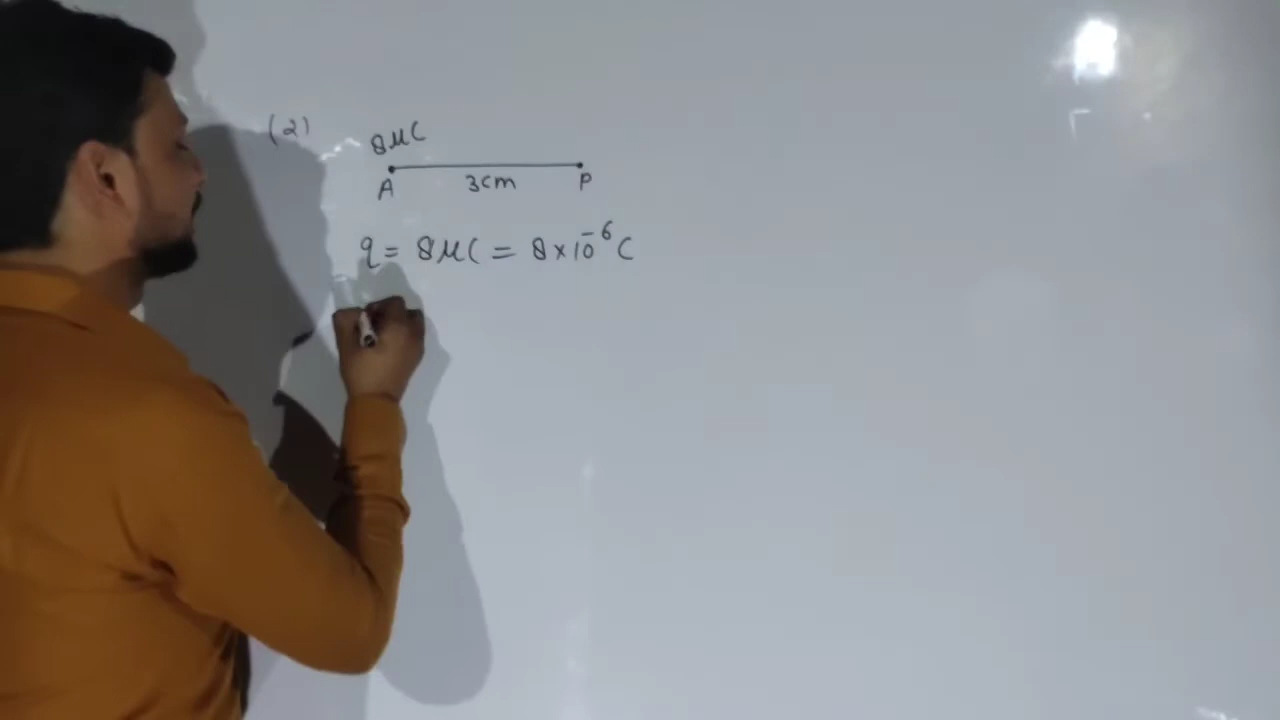 (2)
8μC
A 3cm P
q = 8μC = 8×10⁻⁶ C